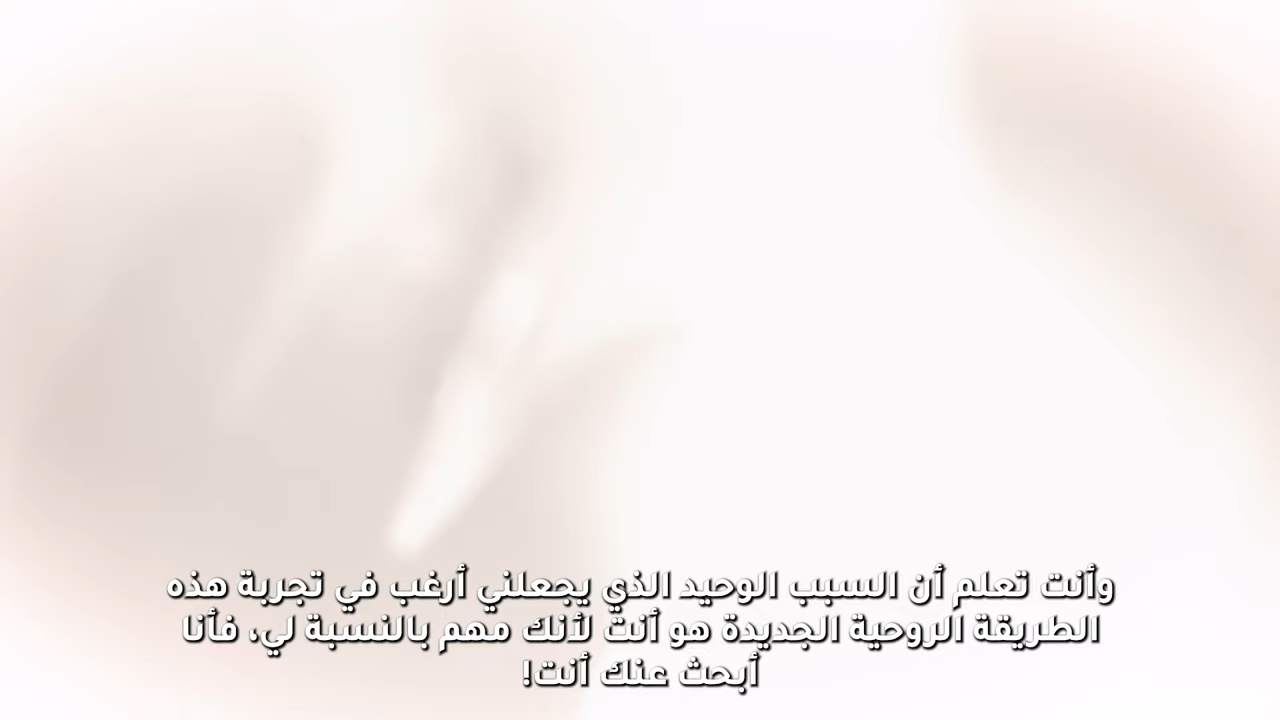 وأنت تعلم أن السبب الوحيد الذي يجعلني أرغب في تجربة هذه
الطريقة الروحية الجديدة هو أنت لأنك مهم بالنسبة لي، فأنا
أبحث عنك أنت!